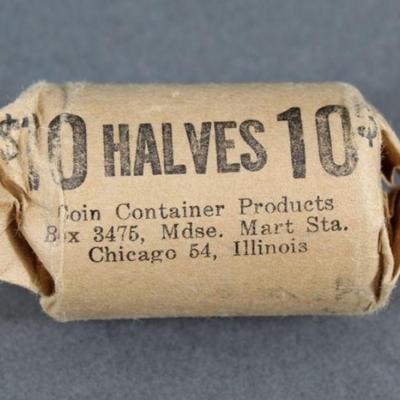 $10 HALVES 10$
Coin Container Products
Box 3475, Mdse. Mart Sta.
Chicago 54, Illinois